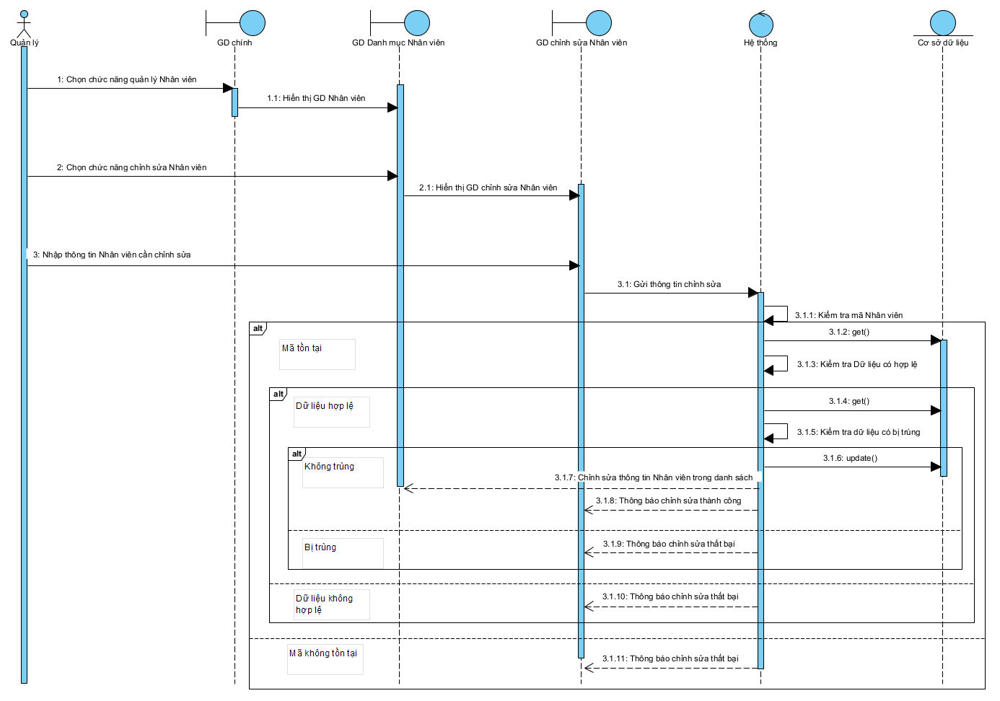 Quản lý
GD chính
GD Danh mục Nhân viên
GD chỉnh sửa Nhân viên
Hệ thống
Cơ sở dữ liệu
1: Chọn chức năng quản lý Nhân viên
1.1: Hiển thị GD Nhân viên
2: Chọn chức năng chỉnh sửa Nhân viên
2.1: Hiển thị GD chỉnh sửa Nhân viên
3: Nhập thông tin Nhân viên cần chỉnh sửa
3.1: Gửi thông tin chỉnh sửa
3.1.1: Kiểm tra mã Nhân viên
alt
3.1.2: get()
Mã tồn tại
3.1.3: Kiểm tra Dữ liệu có hợp lệ
alt
Dữ liệu hợp lệ
3.1.4: get()
3.1.5: Kiểm tra dữ liệu có bị trùng
alt
3.1.6: update()
Không trùng
3.1.7: Chỉnh sửa thông tin Nhân viên trong danh sách
3.1.8: Thông báo chỉnh sửa thành công
Bị trùng
3.1.9: Thông báo chỉnh sửa thất bại
3.1.10: Thông báo chỉnh sửa thất bại
Dữ liệu không
hợp lệ
Mã không tồn tại
3.1.11: Thông báo chỉnh sửa thất bại